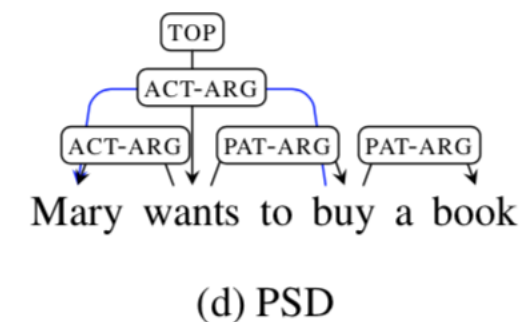 TOP
ACT-ARG
ACT-ARG PAT-ARG PAT-ARG
Mary wants to buy a book
(d) PSD